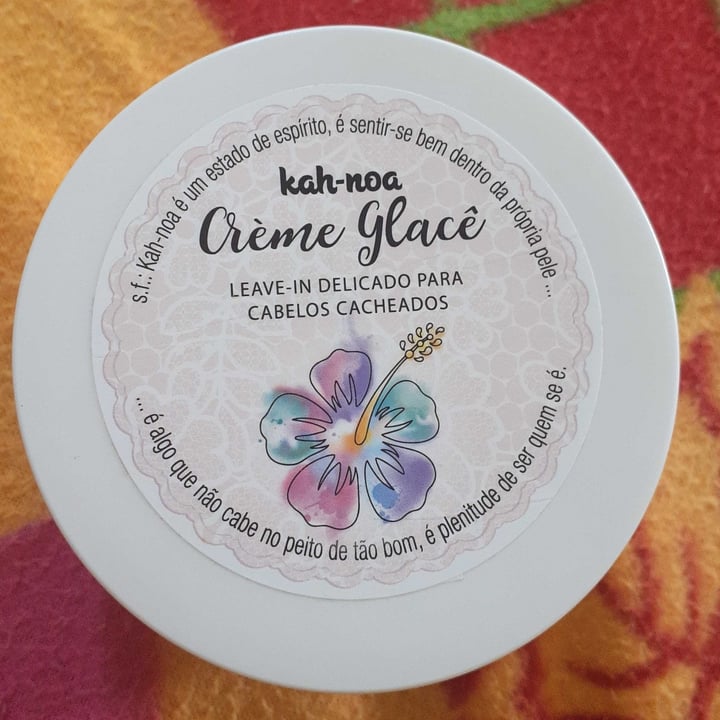 s.f.: Kah-noa é um estado de espírito, é sentir-se bem dentro da própria pele ...
kah-noa
Crème Glacê
LEAVE-IN DELICADO PARA
CABELOS CACHEADOS
... é algo que não cabe no peito de tão bom, é plenitude de ser quem se é.